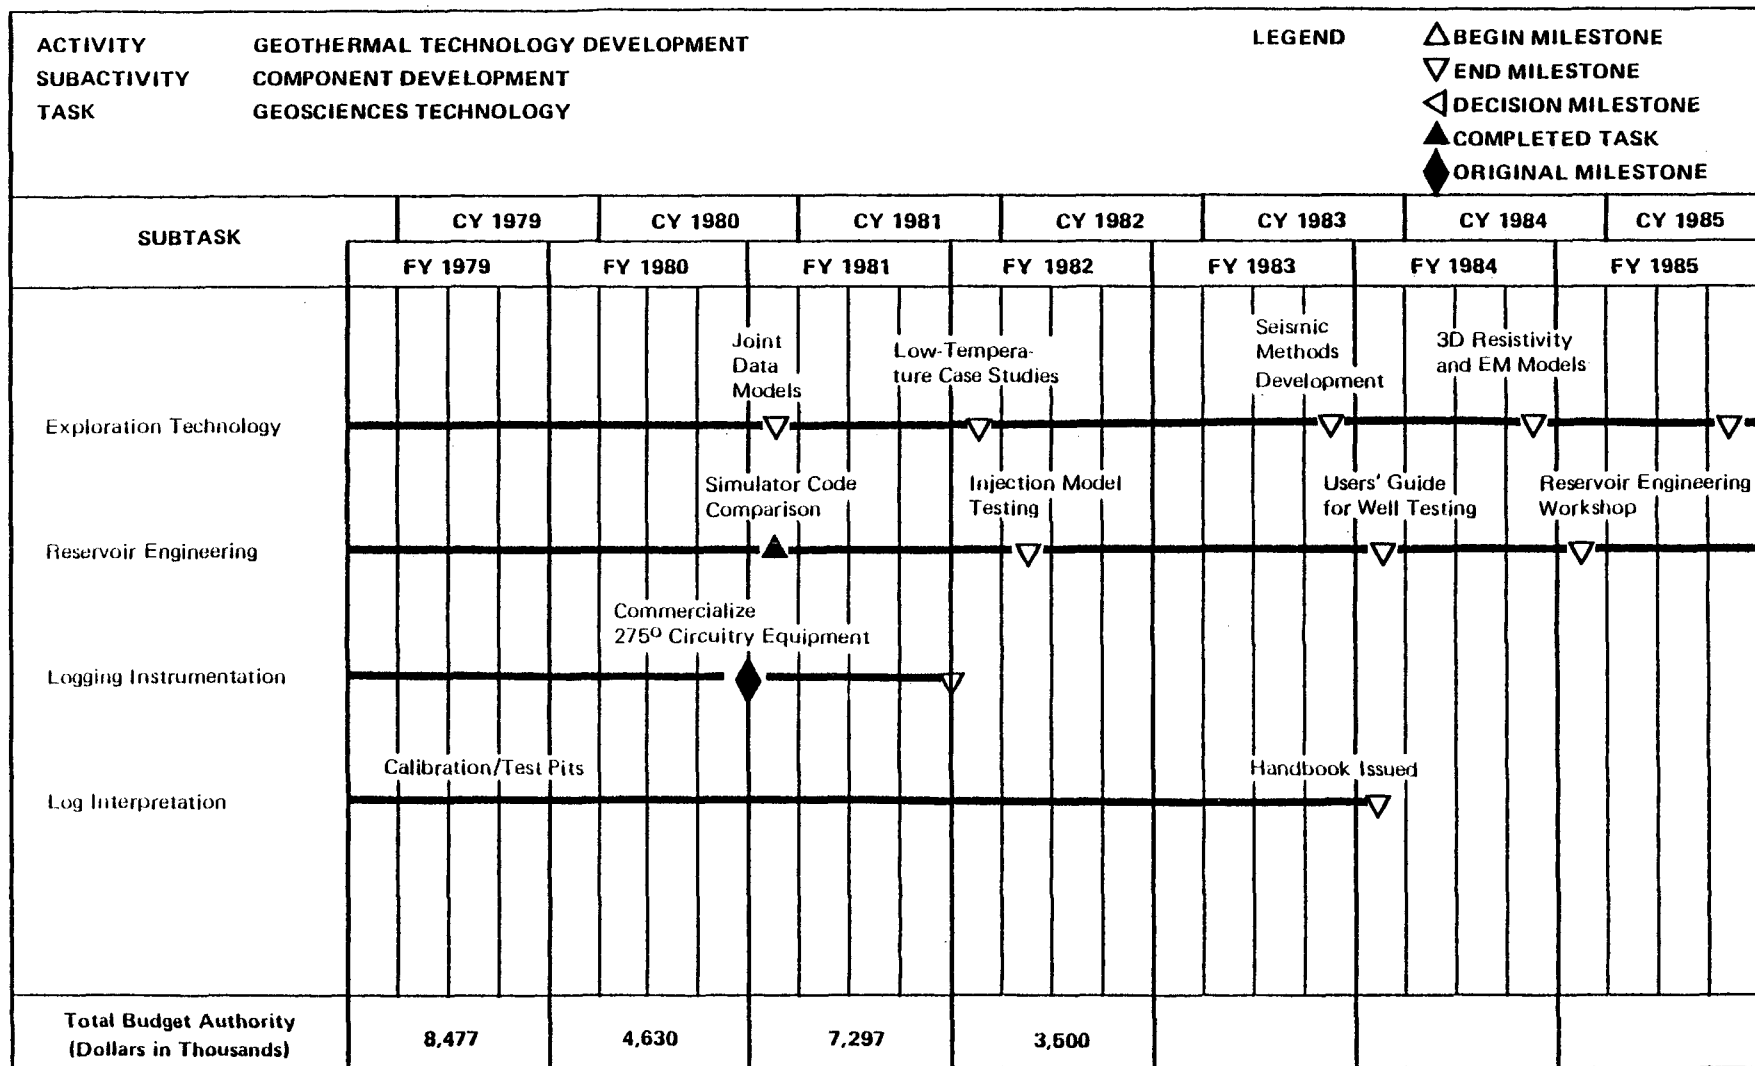 ACTIVITY GEOTHERMAL TECHNOLOGY DEVELOPMENT
SUBACTIVITY COMPONENT DEVELOPMENT
TASK GEOSCIENCES TECHNOLOGY
LEGEND
BEGIN MILESTONE
END MILESTONE
DECISION MILESTONE
COMPLETED TASK
ORIGINAL MILESTONE
SUBTASK
CY 1979 CY 1980 CY 1981 CY 1982 CY 1983 CY 1984 CY 1985
FY 1979 FY 1980 FY 1981 FY 1982 FY 1983 FY 1984 FY 1985
Joint
Data
Models
Low-Tempera-
ture Case Studies
Seismic
Methods
Development
3D Resistivity
and EM Models
Exploration Technology
Simulator Code
Comparison
Injection Model
Testing
Users' Guide
for Well Testing
Reservoir Engineering
Workshop
Reservoir Engineering
Commercialize
275º Circuitry Equipment
Logging Instrumentation
Calibration/Test Pits
Handbook Issued
Log Interpretation
Total Budget Authority
(Dollars in Thousands)
8,477 4,630 7,297 3,500